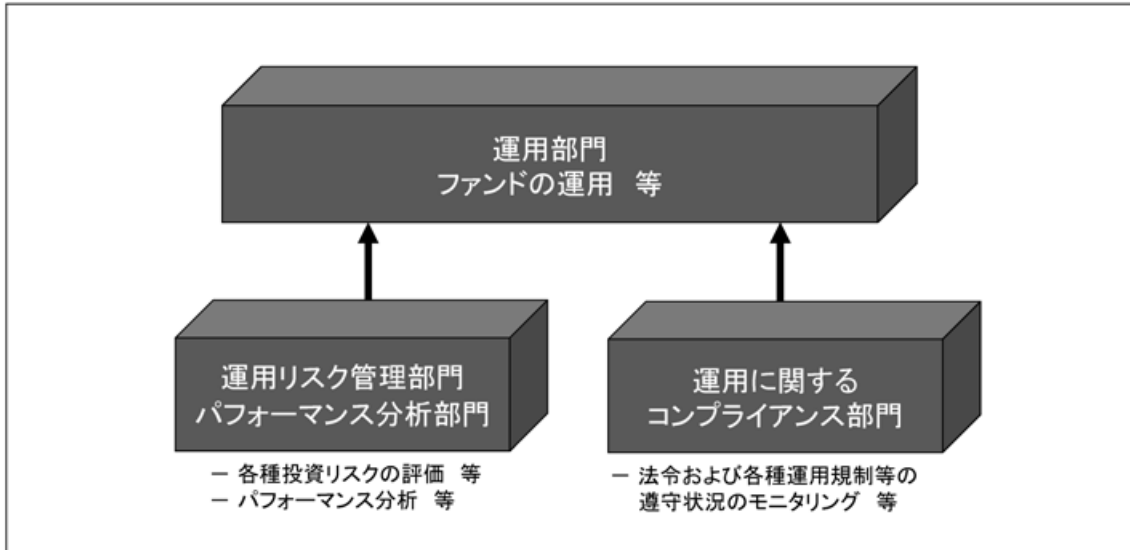 運用部門
ファンドの運用 等
運用リスク管理部門
パフォーマンス分析部門
－ 各種投資リスクの評価 等
－ パフォーマンス分析 等
運用に関する
コンプライアンス部門
－ 法令および各種運用規制等の
遵守状況のモニタリング 等